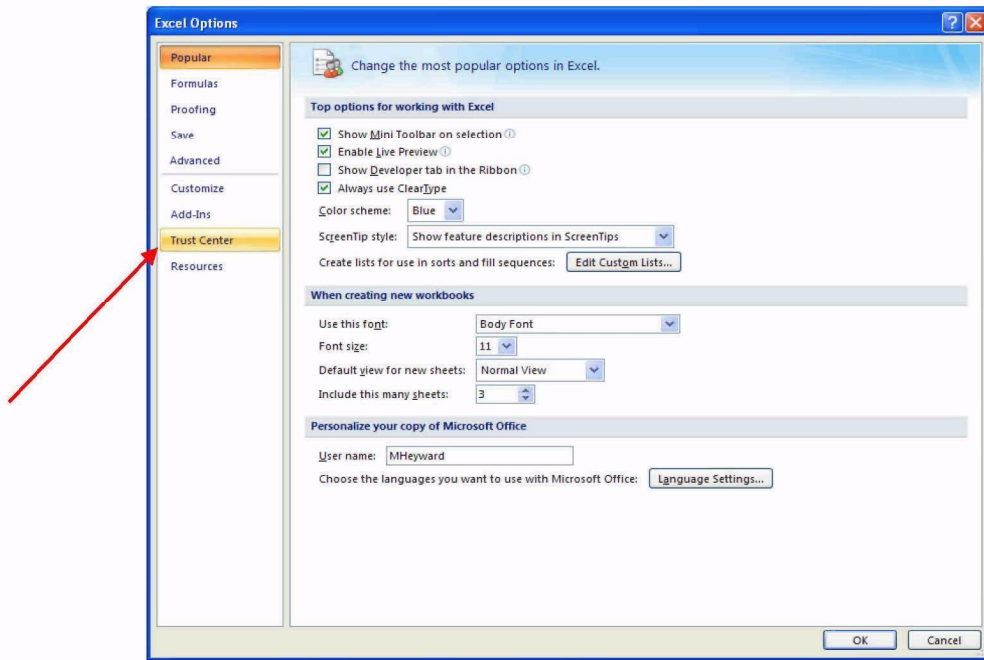 Excel Options
Popular
Formulas
Proofing
Save
Advanced
Customize
Add-Ins
Trust Center
Resources
Change the most popular options in Excel.
Top options for working with Excel
Show Mini Toolbar on selection
Enable Live Preview
Show Developer tab in the Ribbon
Always use ClearType
Color scheme: Blue
ScreenTip style: Show feature descriptions in ScreenTips
Create lists for use in sorts and fill sequences: Edit Custom Lists...
When creating new workbooks
Use this font: Body Font
Font size: 11
Default view for new sheets: Normal View
Include this many sheets: 3
Personalize your copy of Microsoft Office
User name: MHeyward
Choose the languages you want to use with Microsoft Office: Language Settings...
OK Cancel